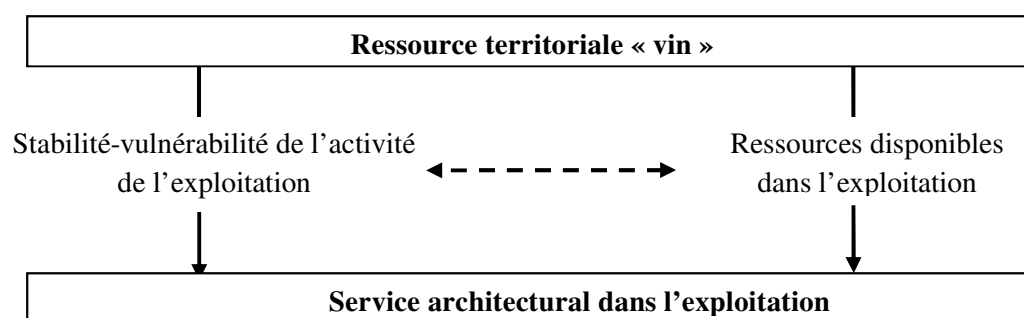 Ressource territoriale « vin »
Stabilité-vulnérabilité de l’activité
de l’exploitation
Ressources disponibles
dans l’exploitation
Service architectural dans l’exploitation